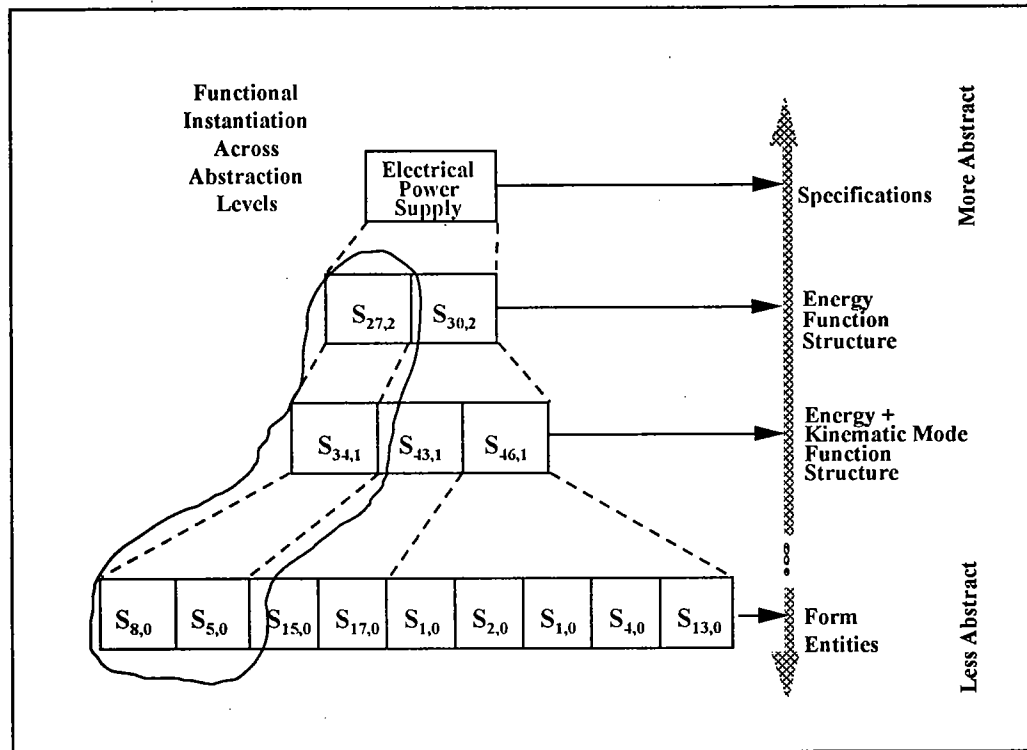 Functional
Instantiation
Across
Abstraction
Levels
Electrical
Power
Supply
Specifications
More Abstract
S27,2 S30,2
Energy
Function
Structure
S34,1 S43,1 S46,1
Energy +
Kinematic Mode
Function
Structure
S8,0 S5,0 S15,0 S17,0 S1,0 S2,0 S1,0 S4,0 S13,0
Form
Entities
Less Abstract